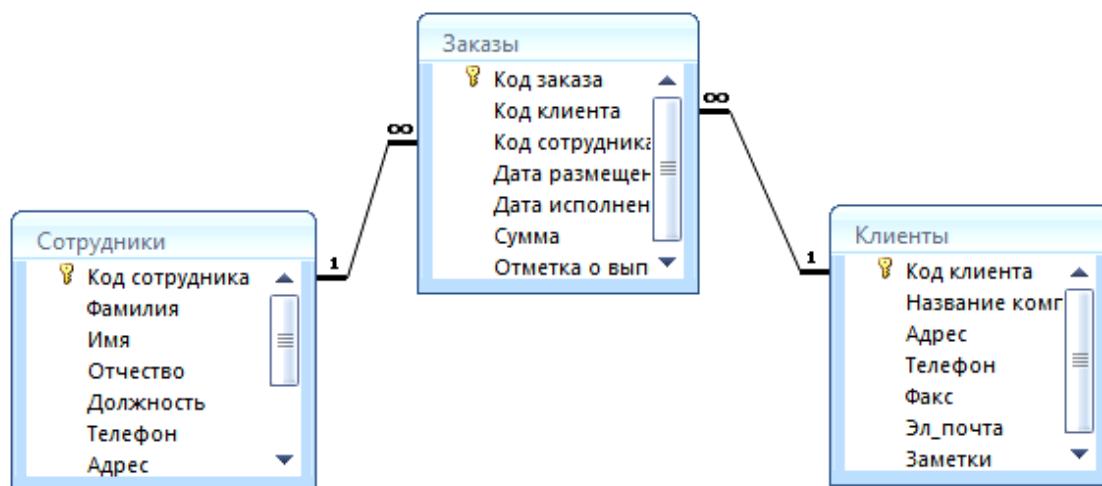 Заказы
Код заказа
Код клиента
Код сотрудника
Дата размещен
Дата исполнен
Сумма
Отметка о вып
∞
∞
Сотрудники
Код сотрудника
Фамилия
Имя
Отчество
Должность
Телефон
Адрес
1
1
Клиенты
Код клиента
Название комп
Адрес
Телефон
Факс
Эл_почта
Заметки